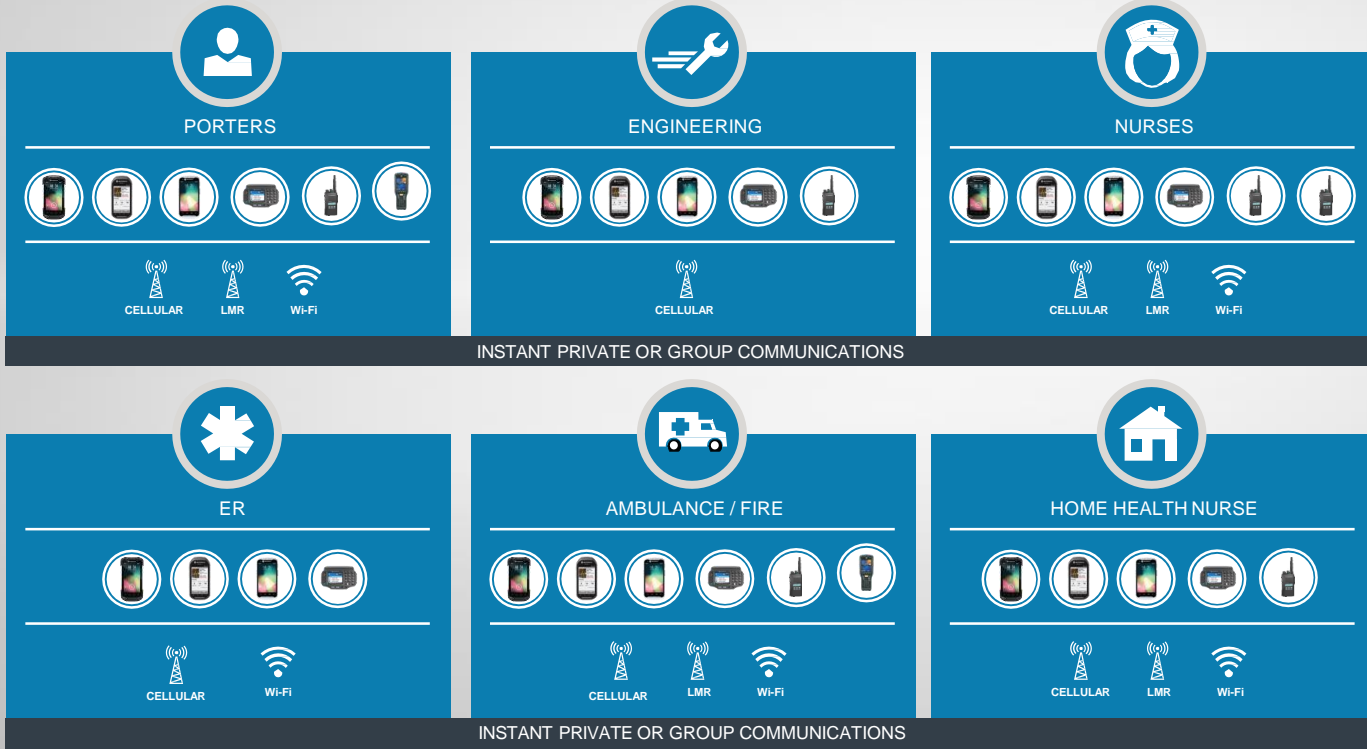 PORTERS
CELLULAR
LMR
Wi-Fi
ENGINEERING
CELLULAR
NURSES
CELLULAR
LMR
Wi-Fi
INSTANT PRIVATE OR GROUP COMMUNICATIONS
ER
CELLULAR
Wi-Fi
AMBULANCE / FIRE
CELLULAR
LMR
Wi-Fi
HOME HEALTH NURSE
CELLULAR
LMR
Wi-Fi
INSTANT PRIVATE OR GROUP COMMUNICATIONS